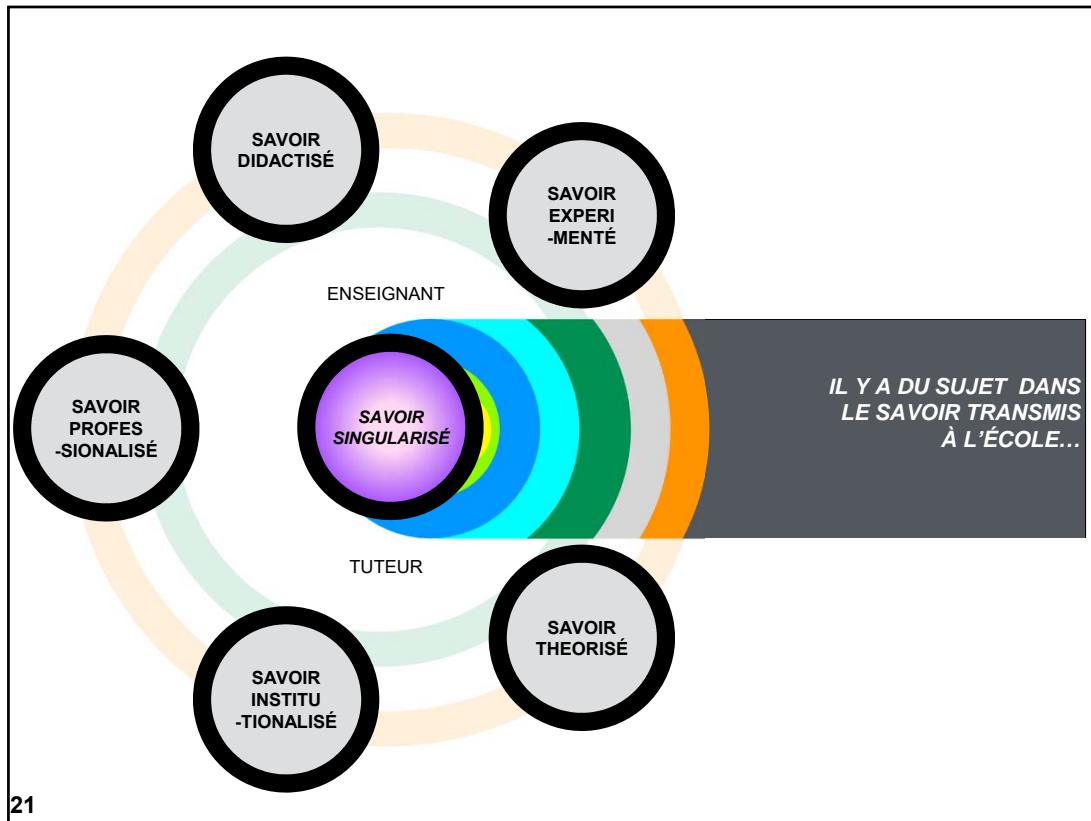 SAVOIR
DIDACTISÉ
SAVOIR
EXPERI
-MENTÉ
ENSEIGNANT
SAVOIR
PROFES
-SIONALISÉ
SAVOIR
SINGULARISÉ
IL Y A DU SUJET DANS
LE SAVOIR TRANSMIS
À L'ÉCOLE…
TUTEUR
SAVOIR
THEORISÉ
SAVOIR
INSTITU
-TIONALISÉ
21